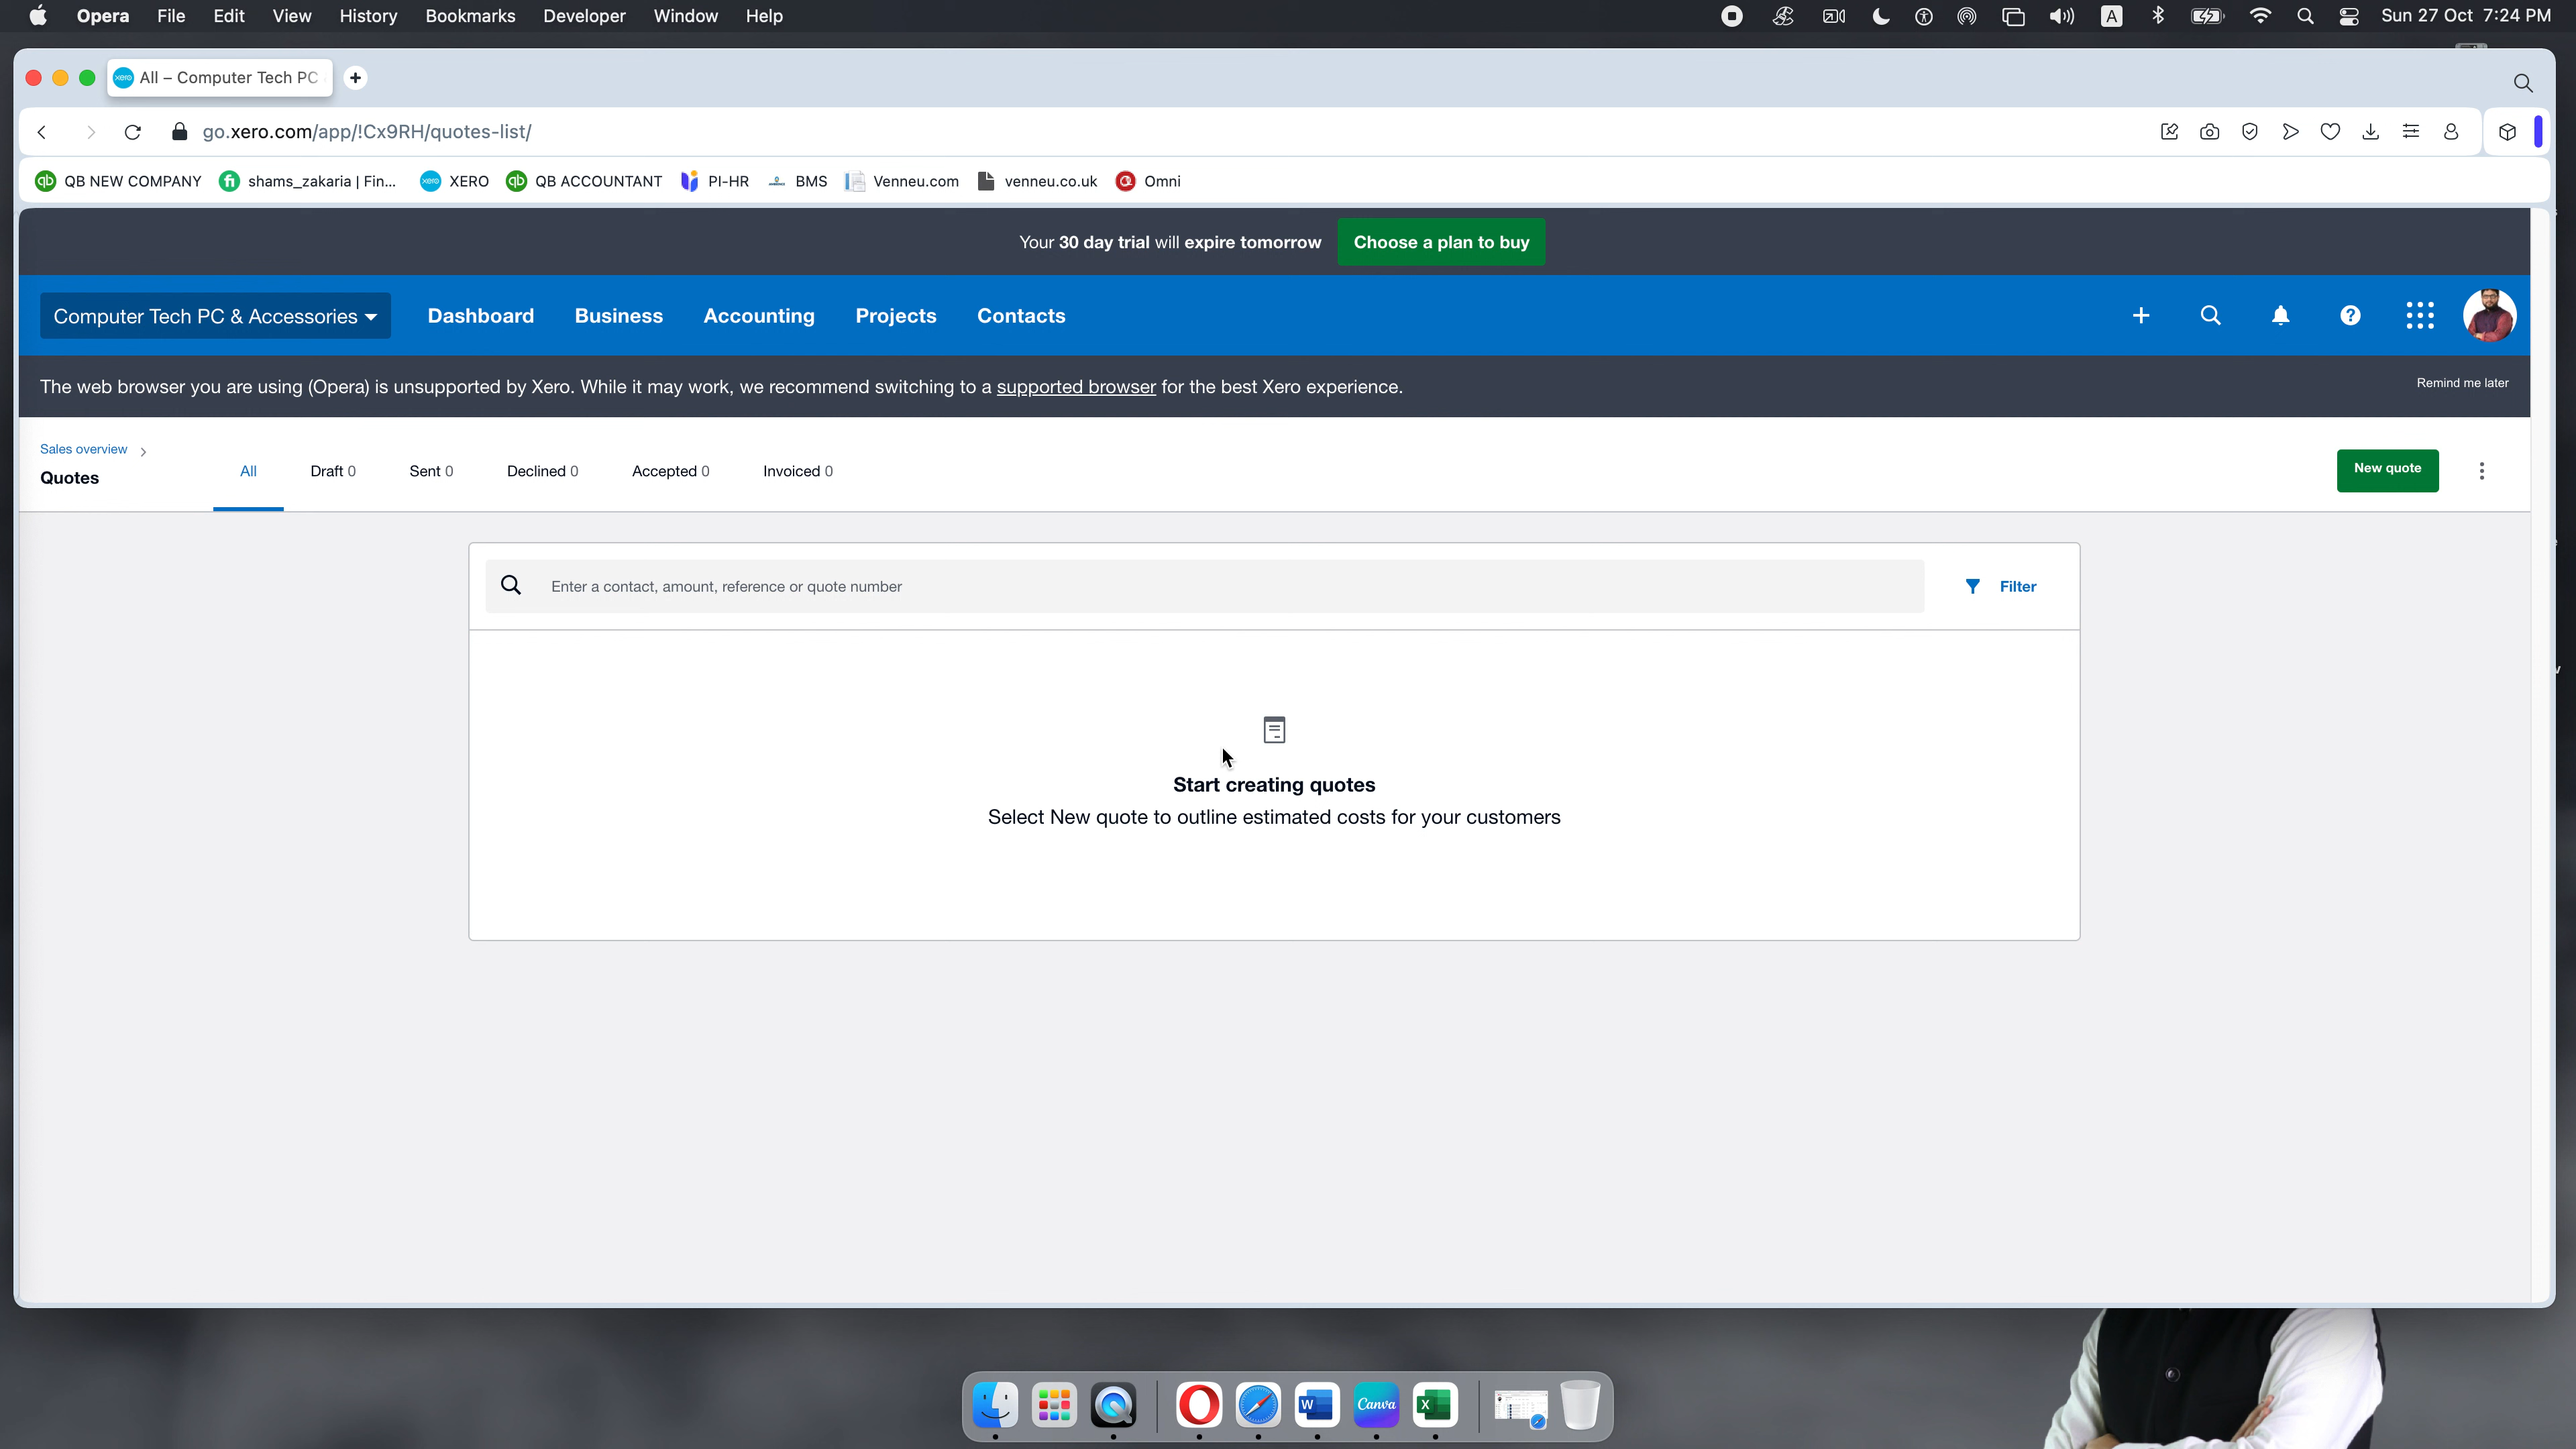 Opera File Edit View History Bookmarks Developer Window Help A Sun 27 Oct 7:24 PM
xero All – Computer Tech PC
go.xero.com/app/!Cx9RH/quotes-list/
qb QB NEW COMPANY fi shams_zakaria | Fin... xero XERO qb QB ACCOUNTANT PI-HR BMS Venneu.com venneu.co.uk Omni
Your 30 day trial will expire tomorrow Choose a plan to buy
Computer Tech PC & Accessories Dashboard Business Accounting Projects Contacts
The web browser you are using (Opera) is unsupported by Xero. While it may work, we recommend switching to a supported browser for the best Xero experience. Remind me later
Sales overview
Quotes
All Draft 0 Sent 0 Declined 0 Accepted 0 Invoiced 0 New quote
Enter a contact, amount, reference or quote number Filter
Start creating quotes
Select New quote to outline estimated costs for your customers
W Canva X